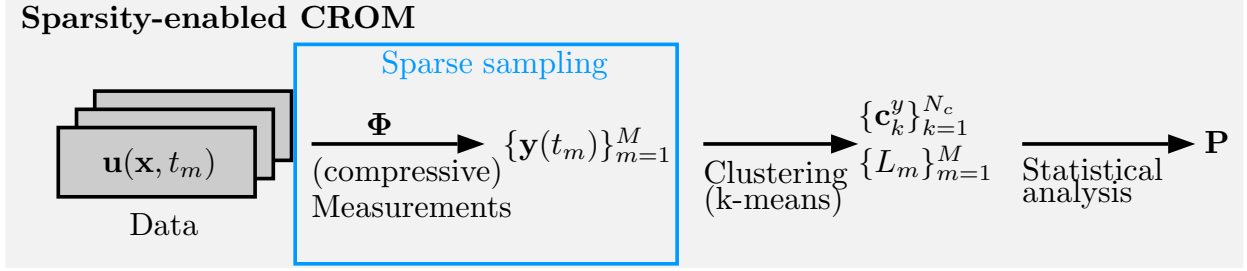 Sparsity-enabled CROM
Sparse sampling
u(x, t_m)
Data
Φ
(compressive)
Measurements
{y(t_m)}_{m=1}^{M}
Clustering
(k-means)
{c_k^y}_{k=1}^{N_c}
{L_m}_{m=1}^{M}
Statistical
analysis
P